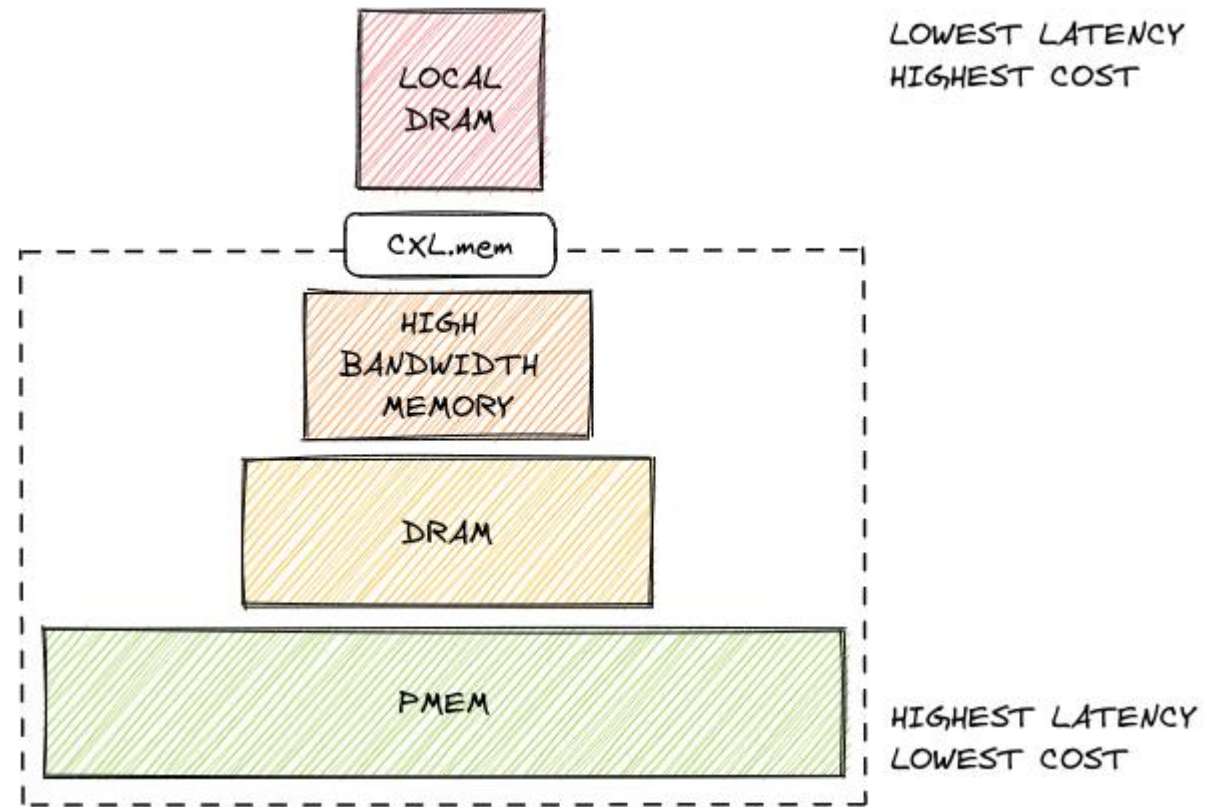 LOWEST LATENCY
HIGHEST COST
LOCAL
DRAM
CXL.mem
HIGH
BANDWIDTH
MEMORY
DRAM
PMEM
HIGHEST LATENCY
LOWEST COST